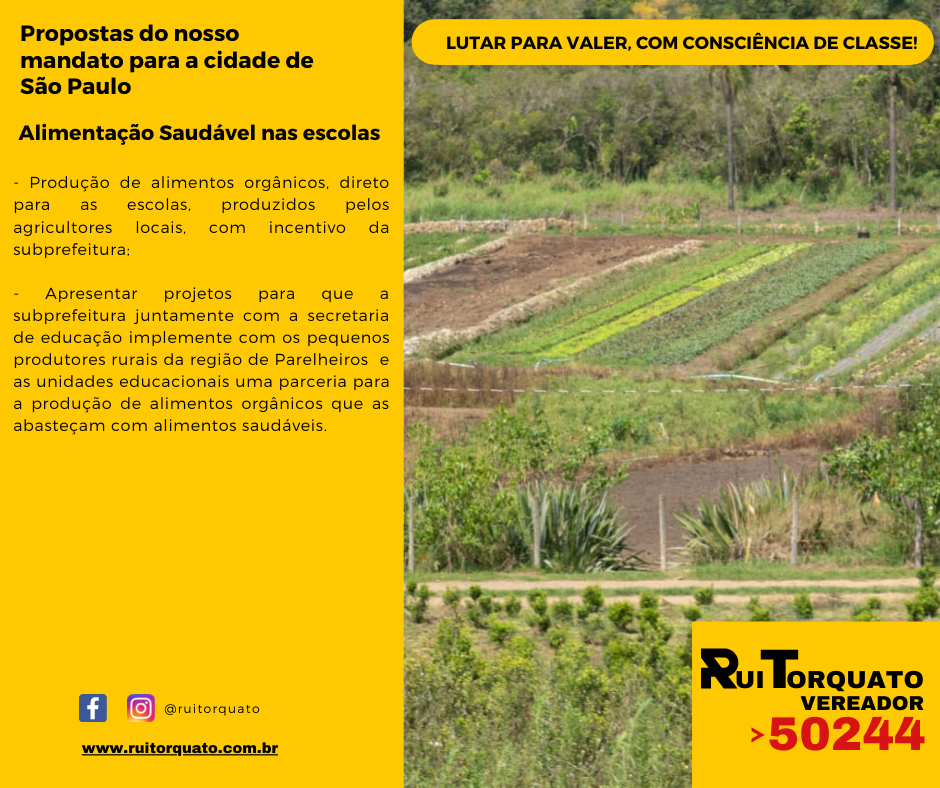 Propostas do nosso
mandato para a cidade de
São Paulo
Alimentação Saudável nas escolas
- Produção de alimentos orgânicos, direto
para as escolas, produzidos pelos
agricultores locais, com incentivo da
subprefeitura;
- Apresentar projetos para que a
subprefeitura juntamente com a secretaria
de educação implemente com os pequenos
produtores rurais da região de Parelheiros e
as unidades educacionais uma parceria para
a produção de alimentos orgânicos que as
abasteçam com alimentos saudáveis.
@ruitorquato
www.ruitorquato.com.br
LUTAR PARA VALER, COM CONSCIÊNCIA DE CLASSE!
RUI TORQUATO
VEREADOR
>50244